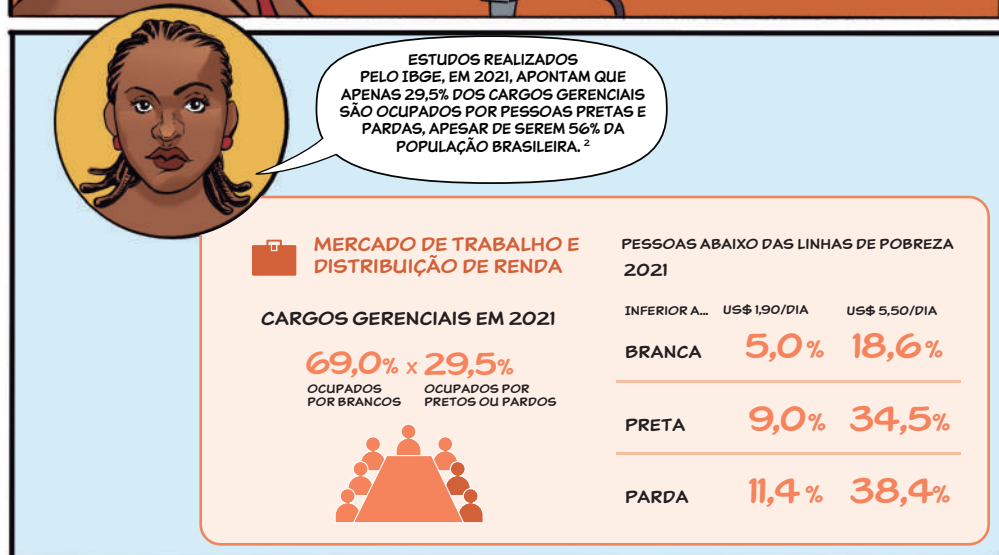 ESTUDOS REALIZADOS
PELO IBGE, EM 2021, APONTAM QUE
APENAS 29,5% DOS CARGOS GERENCIAIS
SÃO OCUPADOS POR PESSOAS PRETAS E
PARDAS, APESAR DE SEREM 56% DA
POPULAÇÃO BRASILEIRA. ²
MERCADO DE TRABALHO E
DISTRIBUIÇÃO DE RENDA
CARGOS GERENCIAIS EM 2021
69,0% X 29,5%
OCUPADOS POR BRANCOS OCUPADOS POR PRETOS OU PARDOS
PESSOAS ABAIXO DAS LINHAS DE POBREZA
2021
INFERIOR A... US$ 1,90/DIA US$ 5,50/DIA
BRANCA 5,0% 18,6%
PRETA 9,0% 34,5%
PARDA 11,4% 38,4%